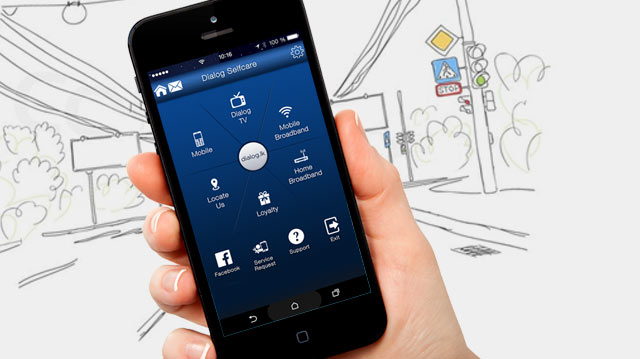 10:16
Dialog Selfcare
Dialog
TV
Mobile
Broadband
Mobile
dialog.lk
Home
Broadband
Locate
Us
Loyalty
Facebook
Service
Request
Support
Exit
STOP